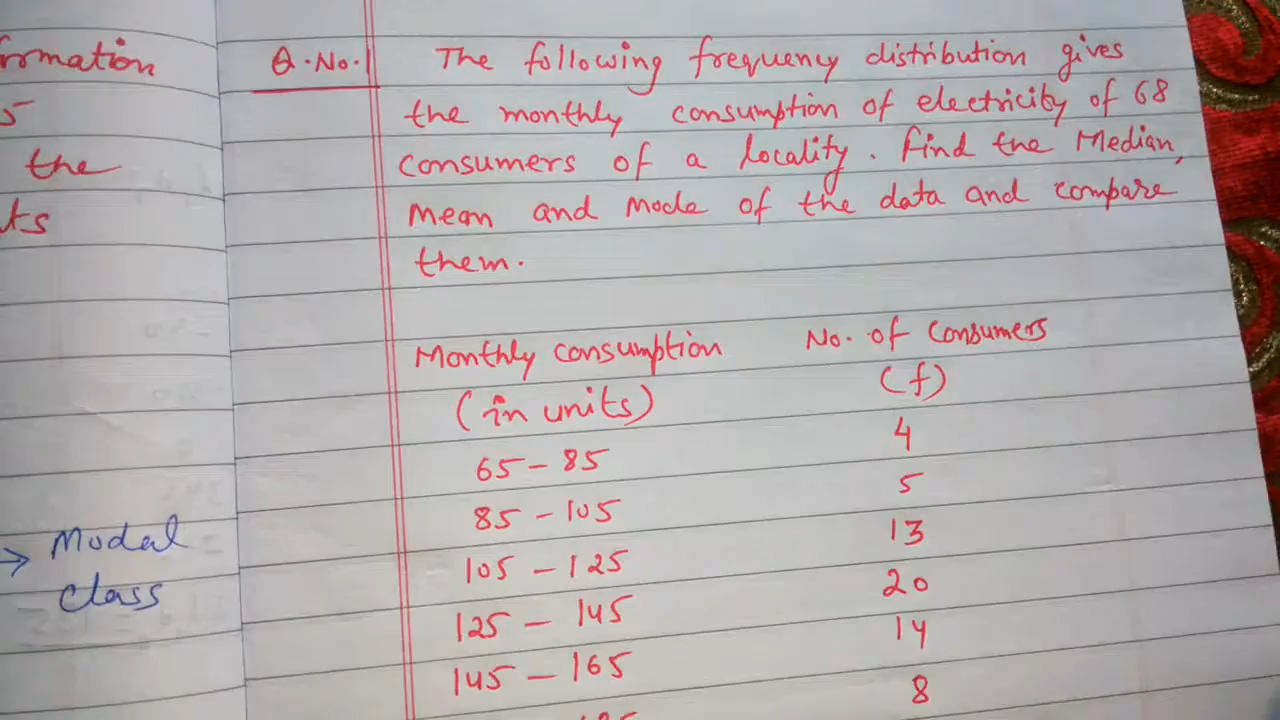 rmation
Q.No.1 The following frequency distribution gives
5
the monthly consumption of electricity of 68
the
consumers of a locality. Find the Median,
ts
mean and mode of the data and compare
them.
Monthly consumption No. of consumers
(in units) (f)
65 - 85 4
85 - 105 5
105 - 125 13
125 - 145 20
145 - 165 14
8
→ Modal
class